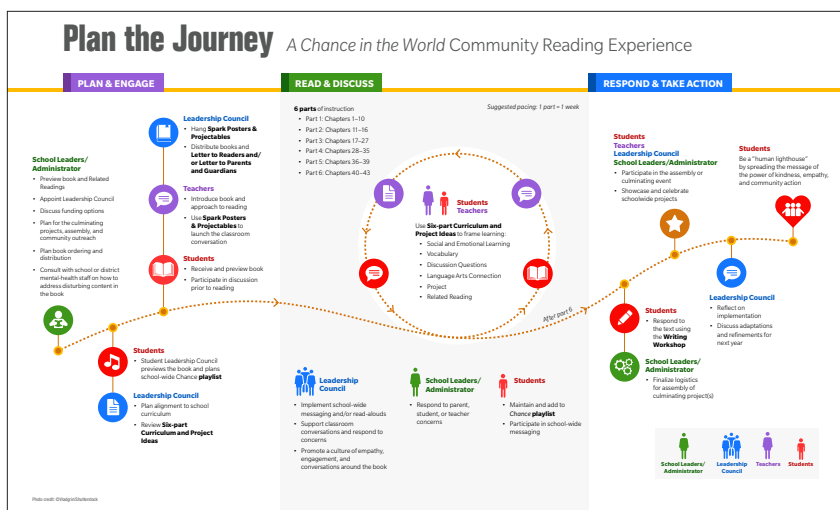 Plan the Journey A Chance in the World Community Reading Experience
PLAN & ENGAGE
School Leaders/
Administrator
• Preview book and Related
Readings
• Appoint Leadership Council
• Discuss funding options
• Plan for the culminating
projects, assembly, and
community outreach
• Plan book ordering and
distribution
• Consult with school or district
mental-health staff on how to
address disturbing content in
the book
Leadership Council
• Hang Spark Posters &
Projectables
• Distribute books and
Letter to Readers and/
or Letter to Parents
and Guardians
Teachers
• Introduce book and
approach to reading
• Use Spark Posters
& Projectables to
launch the classroom
conversation
Students
• Receive and preview book
• Participate in discussion
prior to reading
Students
• Student Leadership Council
previews the book and plans
school-wide Chance playlist
Leadership Council
• Plan alignment to school
curriculum
• Review Six-part
Curriculum and Project
Ideas
READ & DISCUSS
6 parts of instruction
• Part 1: Chapters 1–10
• Part 2: Chapters 11–16
• Part 3: Chapters 17–27
• Part 4: Chapters 28–35
• Part 5: Chapters 36–39
• Part 6: Chapters 40–43
Suggested pacing: 1 part = 1 week
Students
Teachers
Use Six-part Curriculum and
Project Ideas to frame learning:
• Social and Emotional Learning
• Vocabulary
• Discussion Questions
• Language Arts Connection
• Project
• Related Reading
After part 6
Leadership
Council
• Implement school-wide
messaging and/or read-alouds
• Support classroom
conversations and respond to
concerns
• Promote a culture of empathy,
engagement, and
conversations around the book
School Leaders/
Administrator
• Respond to parent,
student, or teacher
concerns
Students
• Maintain and add to
Chance playlist
• Participate in school-wide
messaging
RESPOND & TAKE ACTION
Students
Teachers
Leadership Council
School Leaders/Administrator
• Participate in the assembly or
culminating event
• Showcase and celebrate
schoolwide projects
Students
Be a "human lighthouse"
by spreading the message of
the power of kindness, empathy,
and community action
Students
• Respond to
the text using
the Writing
Workshop
School Leaders/
Administrator
• Finalize logistics
for assembly of
culminating project(s)
Leadership Council
• Reflect on
implementation
• Discuss adaptations
and refinements for
next year
School Leaders/
Administrator
Leadership
Council
Teachers
Students